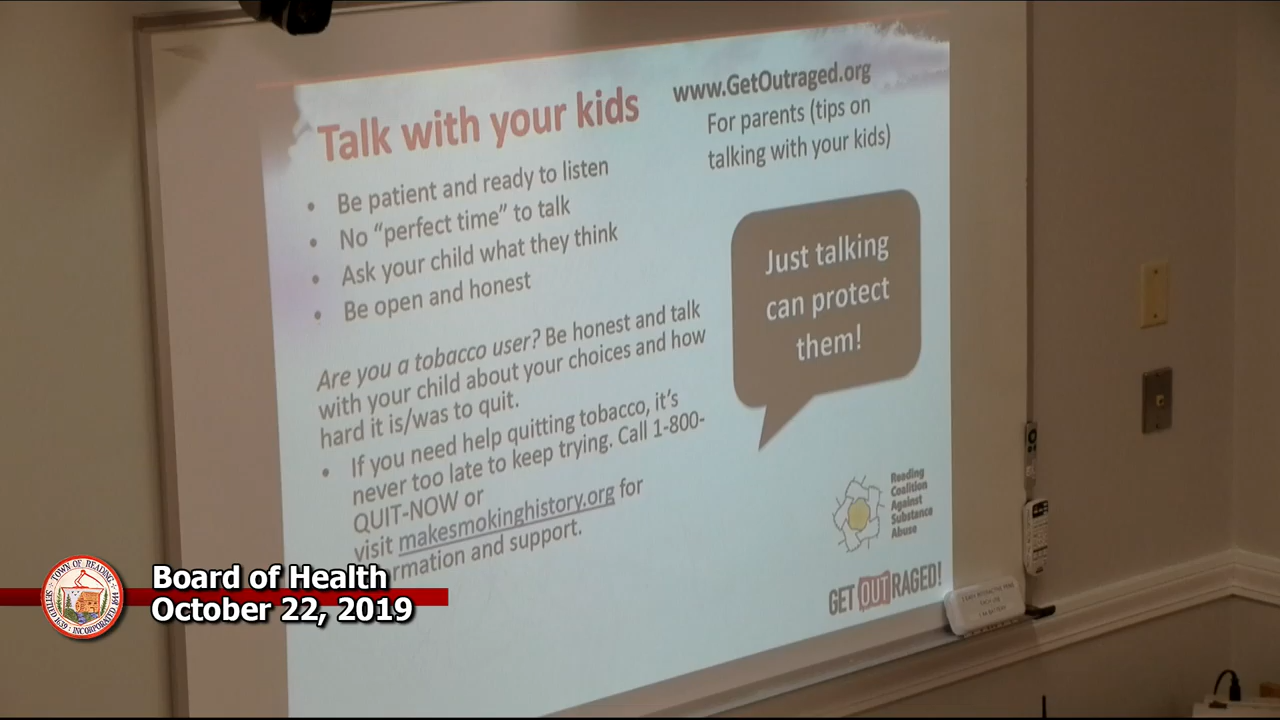 Talk with your kids
• Be patient and ready to listen
• No “perfect time” to talk
• Ask your child what they think
• Be open and honest
Are you a tobacco user? Be honest and talk
with your child about your choices and how
hard it is/was to quit.
• If you need help quitting tobacco, it’s
never too late to keep trying. Call 1-800-
QUIT-NOW or
visit makesmokinghistory.org for
rmation and support.
www.GetOutraged.org
For parents (tips on
talking with your kids)
Just talking
can protect
them!
Reading
Coalition
Against
Substance
Abuse
GET OUTRAGED!
TOWN OF READING
Board of Health
October 22, 2019